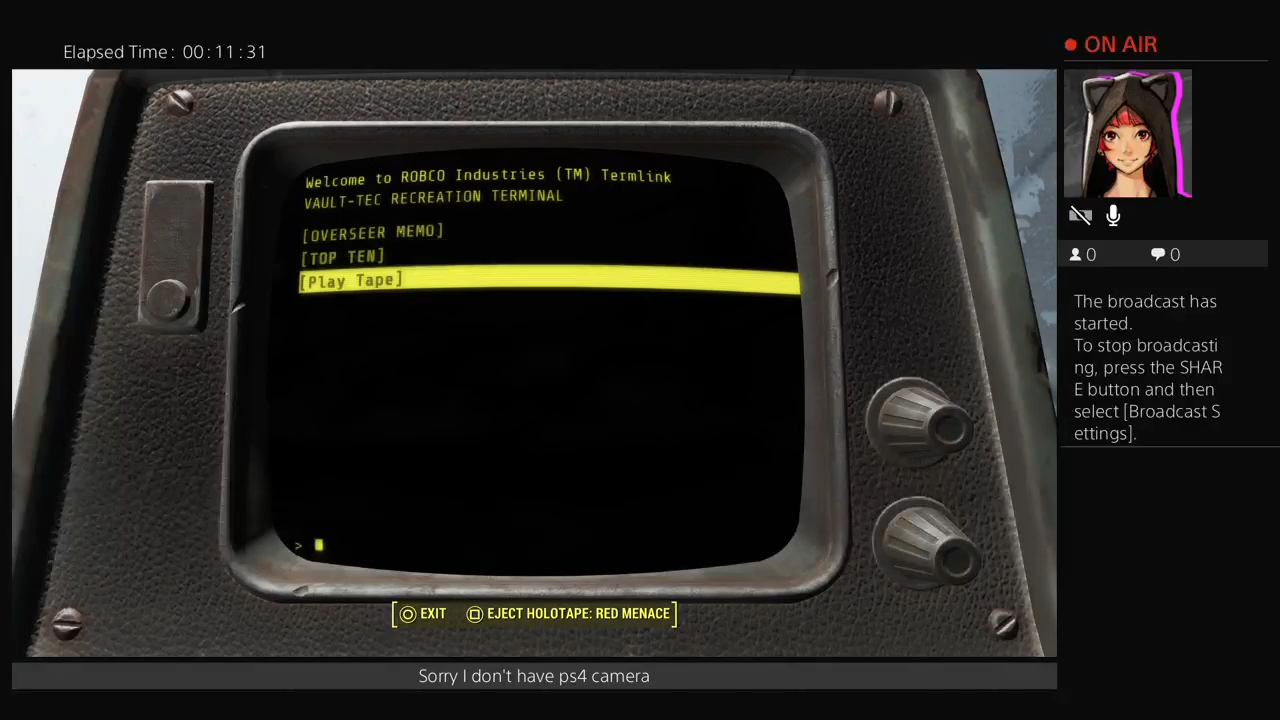 Elapsed Time: 00:11:31
ON AIR
Welcome to ROBCO Industries (TM) Termlink
VAULT-TEC RECREATION TERMINAL
[OVERSEER MEMO]
[TOP TEN]
[Play Tape]
>
EXIT EJECT HOLOTAPE: RED MENACE
0 0
The broadcast has
started.
To stop broadcasti
ng, press the SHAR
E button and then
select [Broadcast S
ettings].
Sorry I don't have ps4 camera